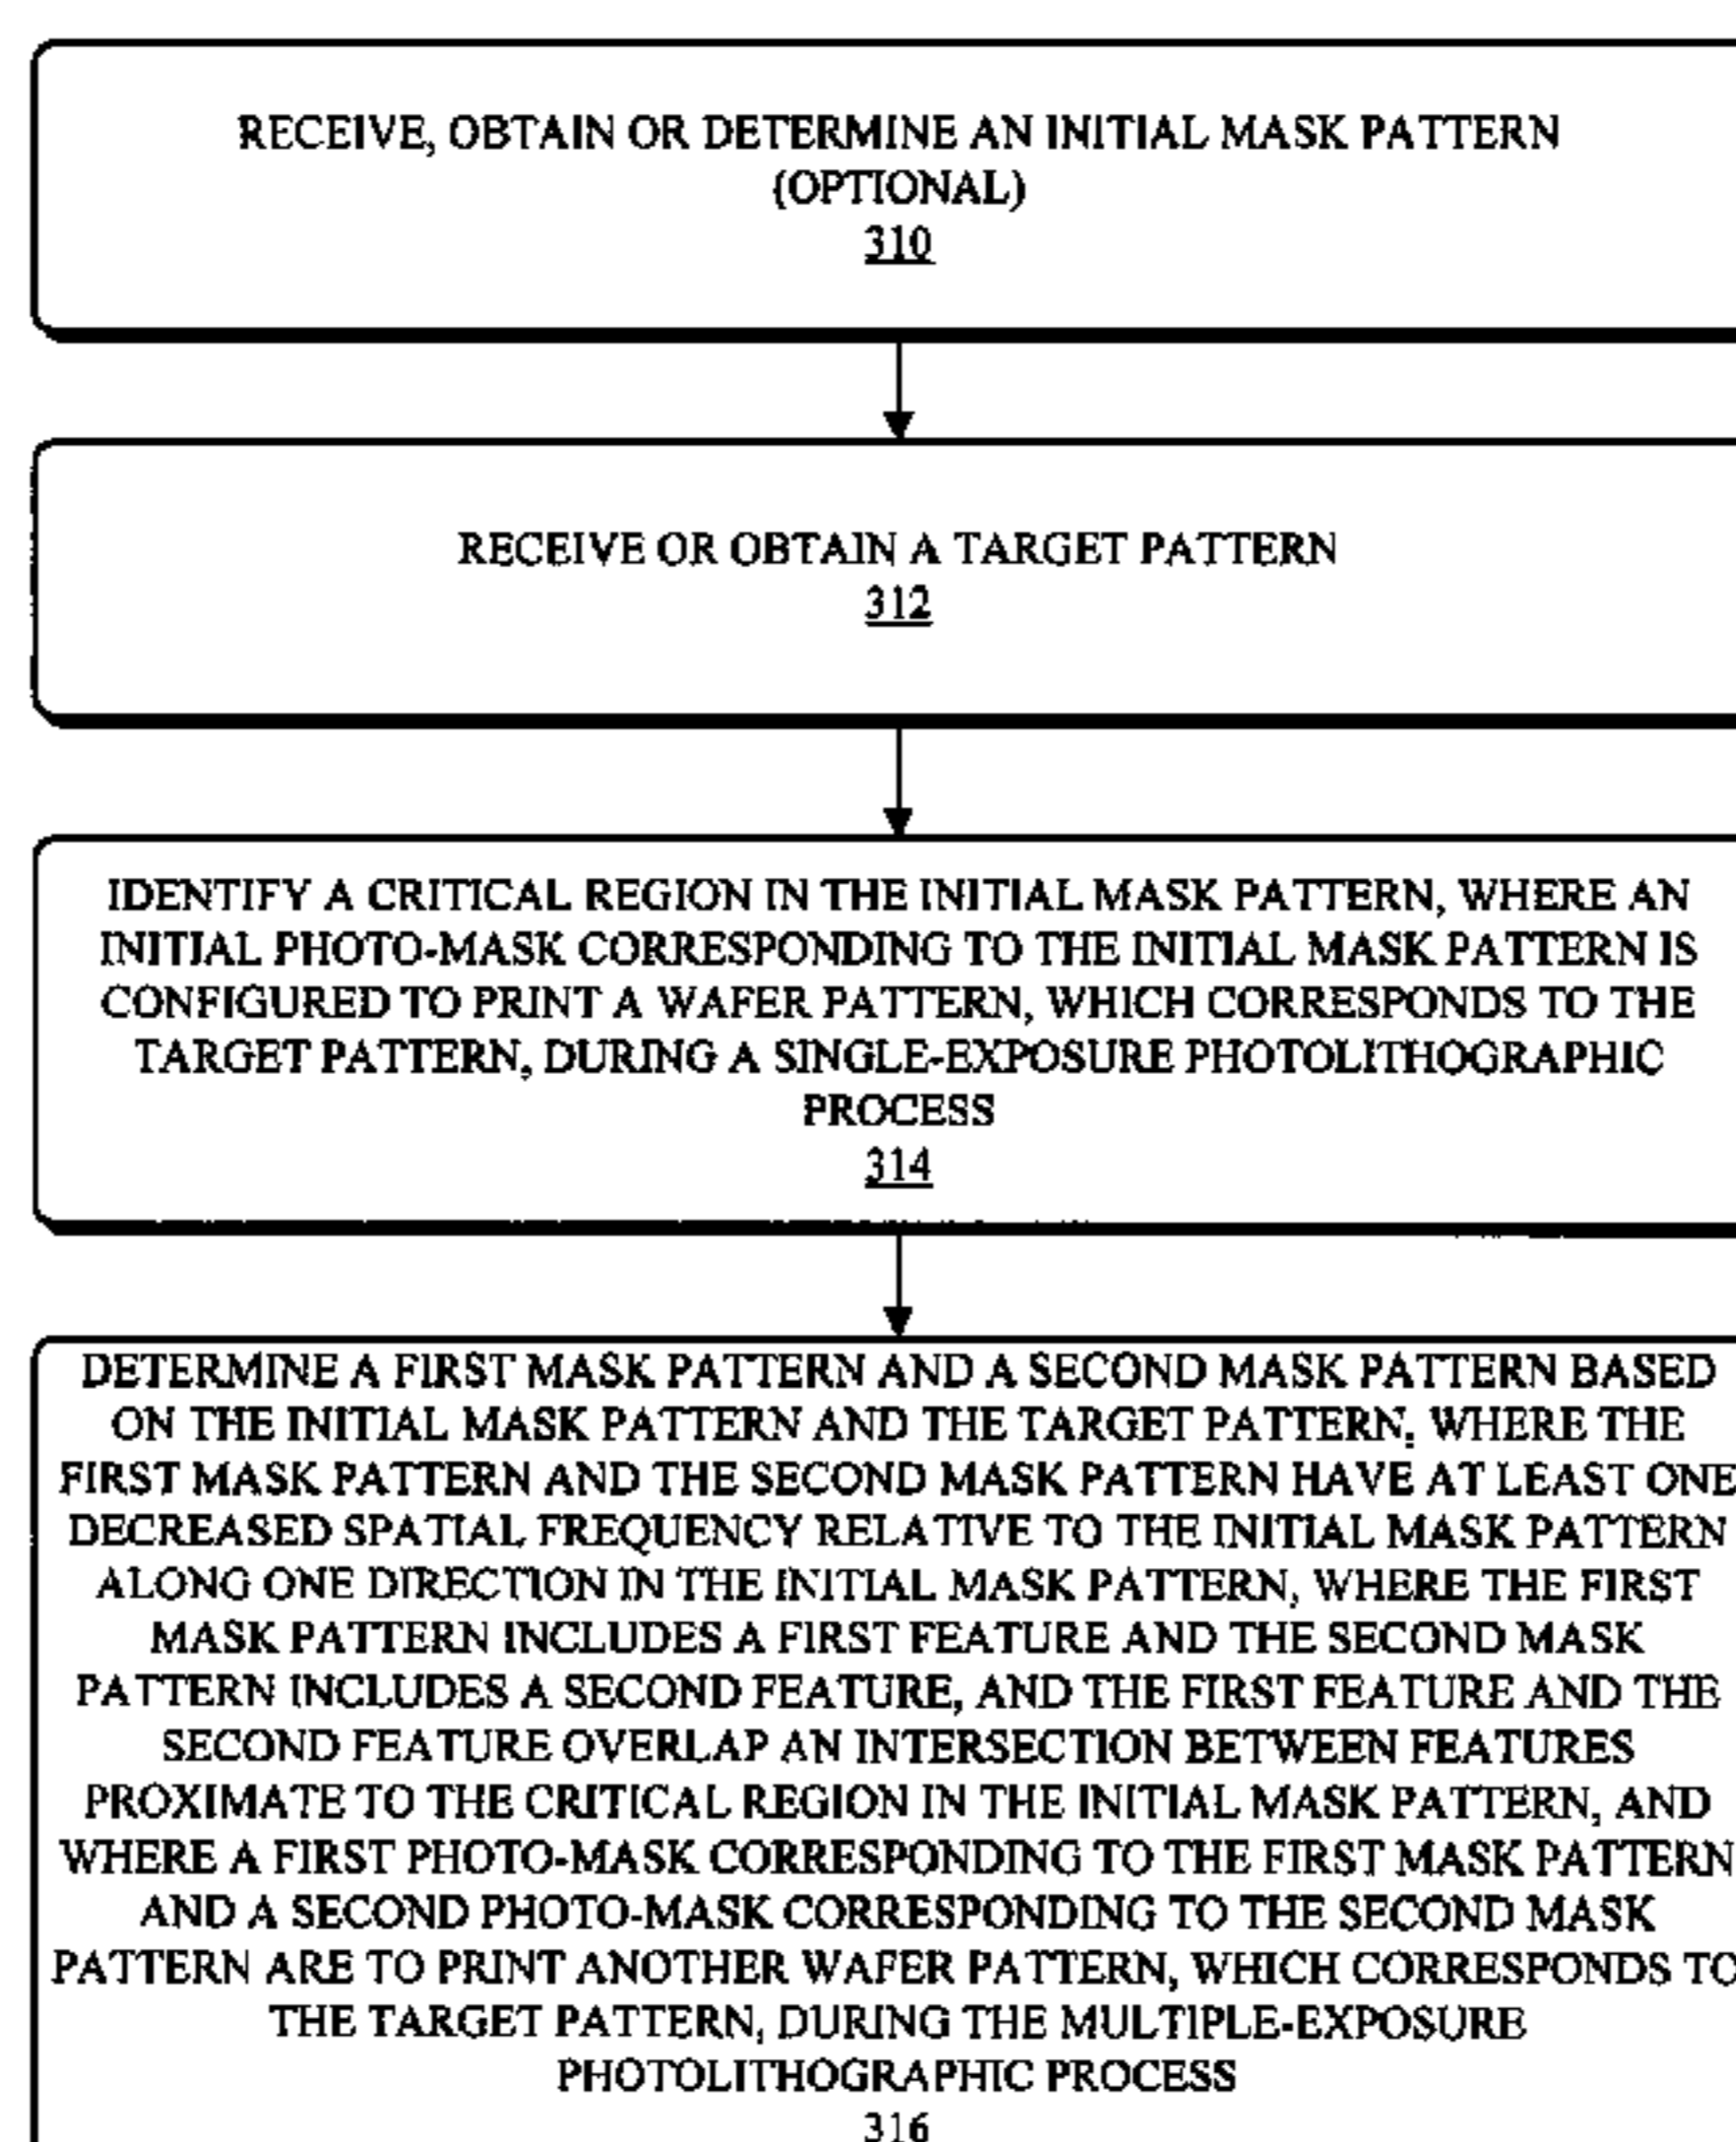 RECEIVE, OBTAIN OR DETERMINE AN INITIAL MASK PATTERN
(OPTIONAL)
310
RECEIVE OR OBTAIN A TARGET PATTERN
312
IDENTIFY A CRITICAL REGION IN THE INITIAL MASK PATTERN, WHERE AN
INITIAL PHOTO-MASK CORRESPONDING TO THE INITIAL MASK PATTERN IS
CONFIGURED TO PRINT A WAFER PATTERN, WHICH CORRESPONDS TO THE
TARGET PATTERN, DURING A SINGLE-EXPOSURE PHOTOLITHOGRAPHIC
PROCESS
314
DETERMINE A FIRST MASK PATTERN AND A SECOND MASK PATTERN BASED
ON THE INITIAL MASK PATTERN AND THE TARGET PATTERN, WHERE THE
FIRST MASK PATTERN AND THE SECOND MASK PATTERN HAVE AT LEAST ONE
DECREASED SPATIAL FREQUENCY RELATIVE TO THE INITIAL MASK PATTERN
ALONG ONE DIRECTION IN THE INITIAL MASK PATTERN, WHERE THE FIRST
MASK PATTERN INCLUDES A FIRST FEATURE AND THE SECOND MASK
PATTERN INCLUDES A SECOND FEATURE, AND THE FIRST FEATURE AND THE
SECOND FEATURE OVERLAP AN INTERSECTION BETWEEN FEATURES
PROXIMATE TO THE CRITICAL REGION IN THE INITIAL MASK PATTERN, AND
WHERE A FIRST PHOTO-MASK CORRESPONDING TO THE FIRST MASK PATTERN
AND A SECOND PHOTO-MASK CORRESPONDING TO THE SECOND MASK
PATTERN ARE TO PRINT ANOTHER WAFER PATTERN, WHICH CORRESPONDS TO
THE TARGET PATTERN, DURING THE MULTIPLE-EXPOSURE
PHOTOLITHOGRAPHIC PROCESS
316